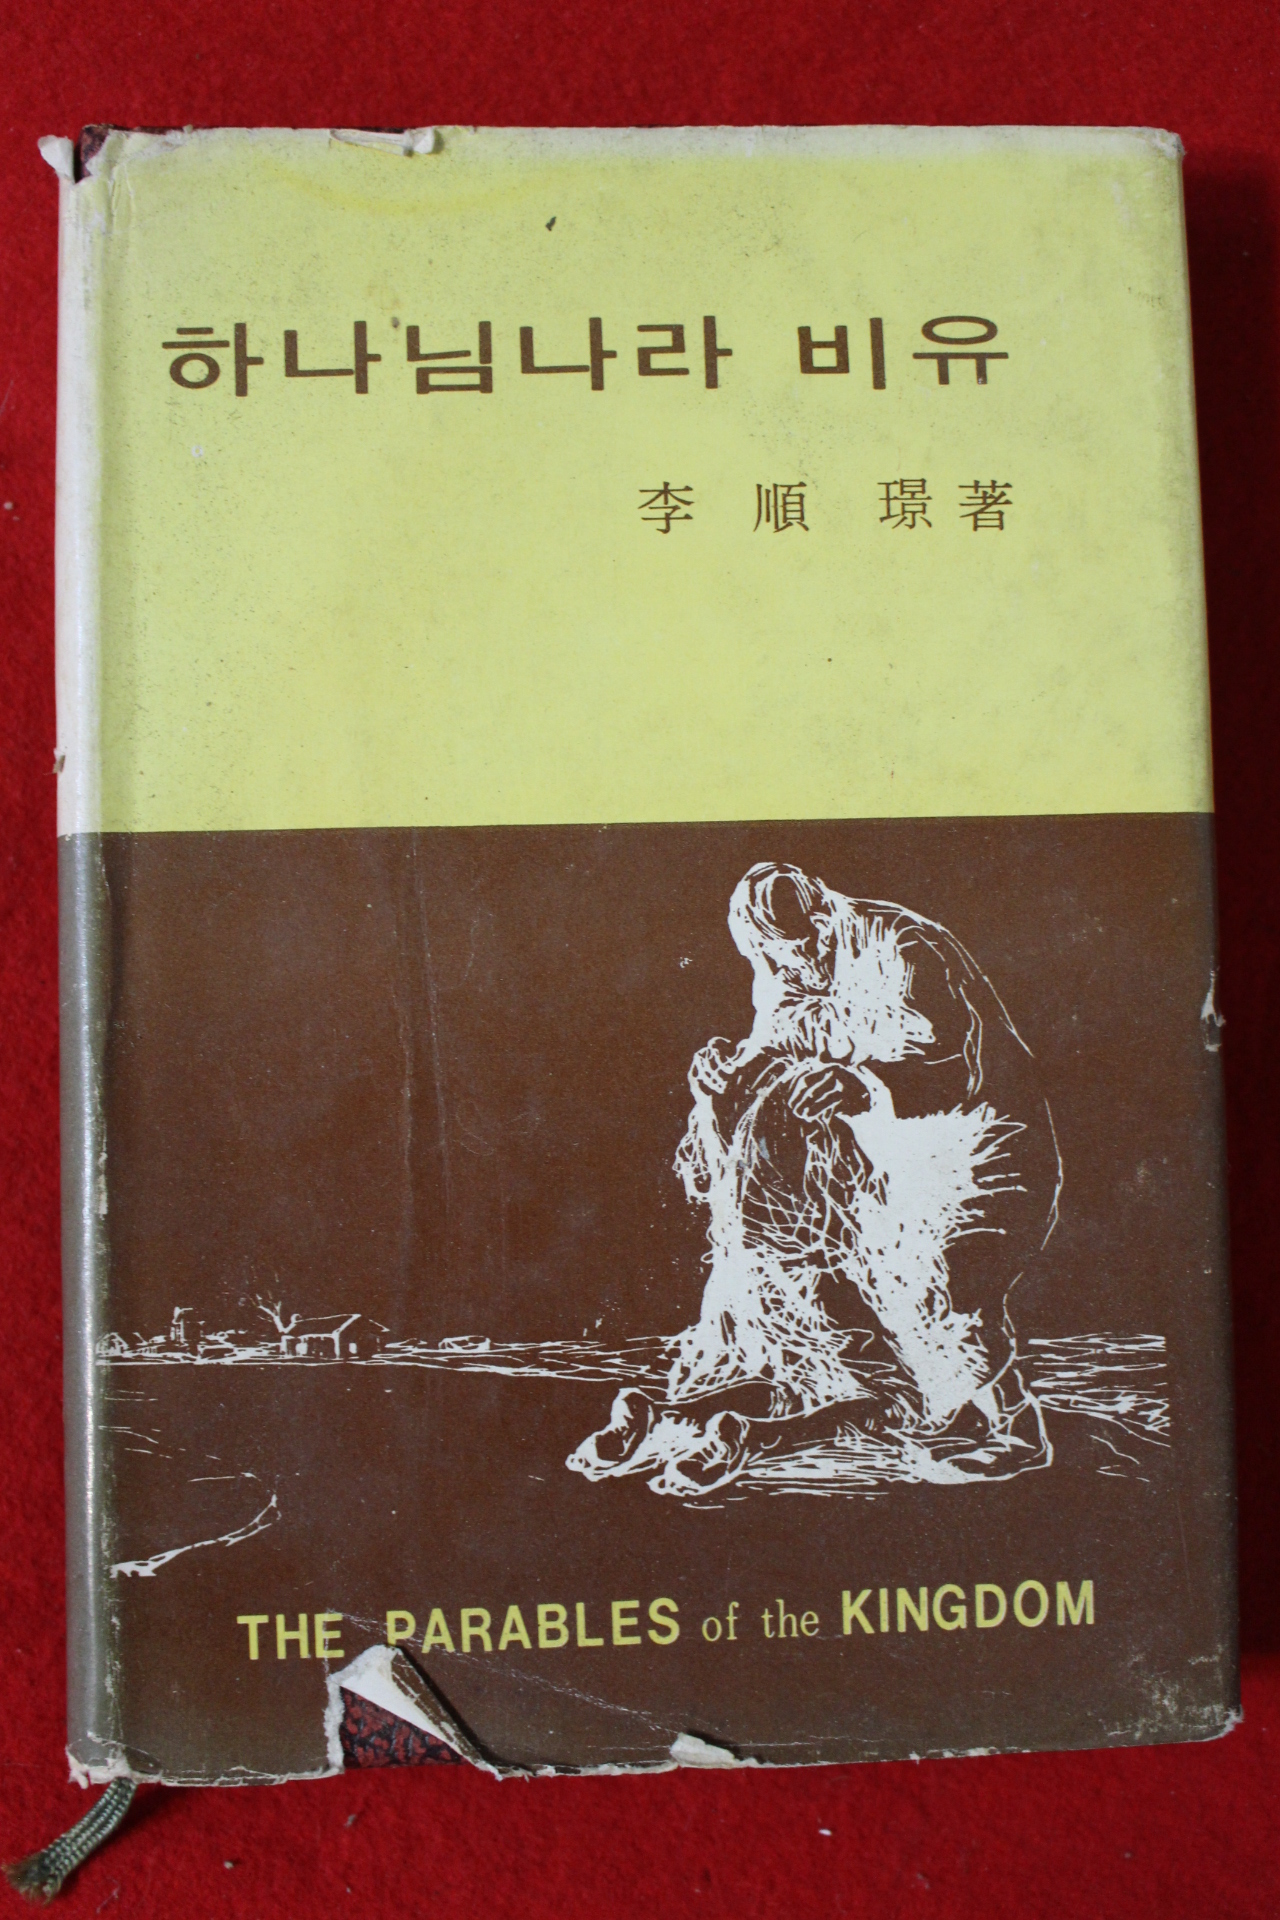 하나님나라 비유
李 順 璟 著
THE PARABLES of the KINGDOM